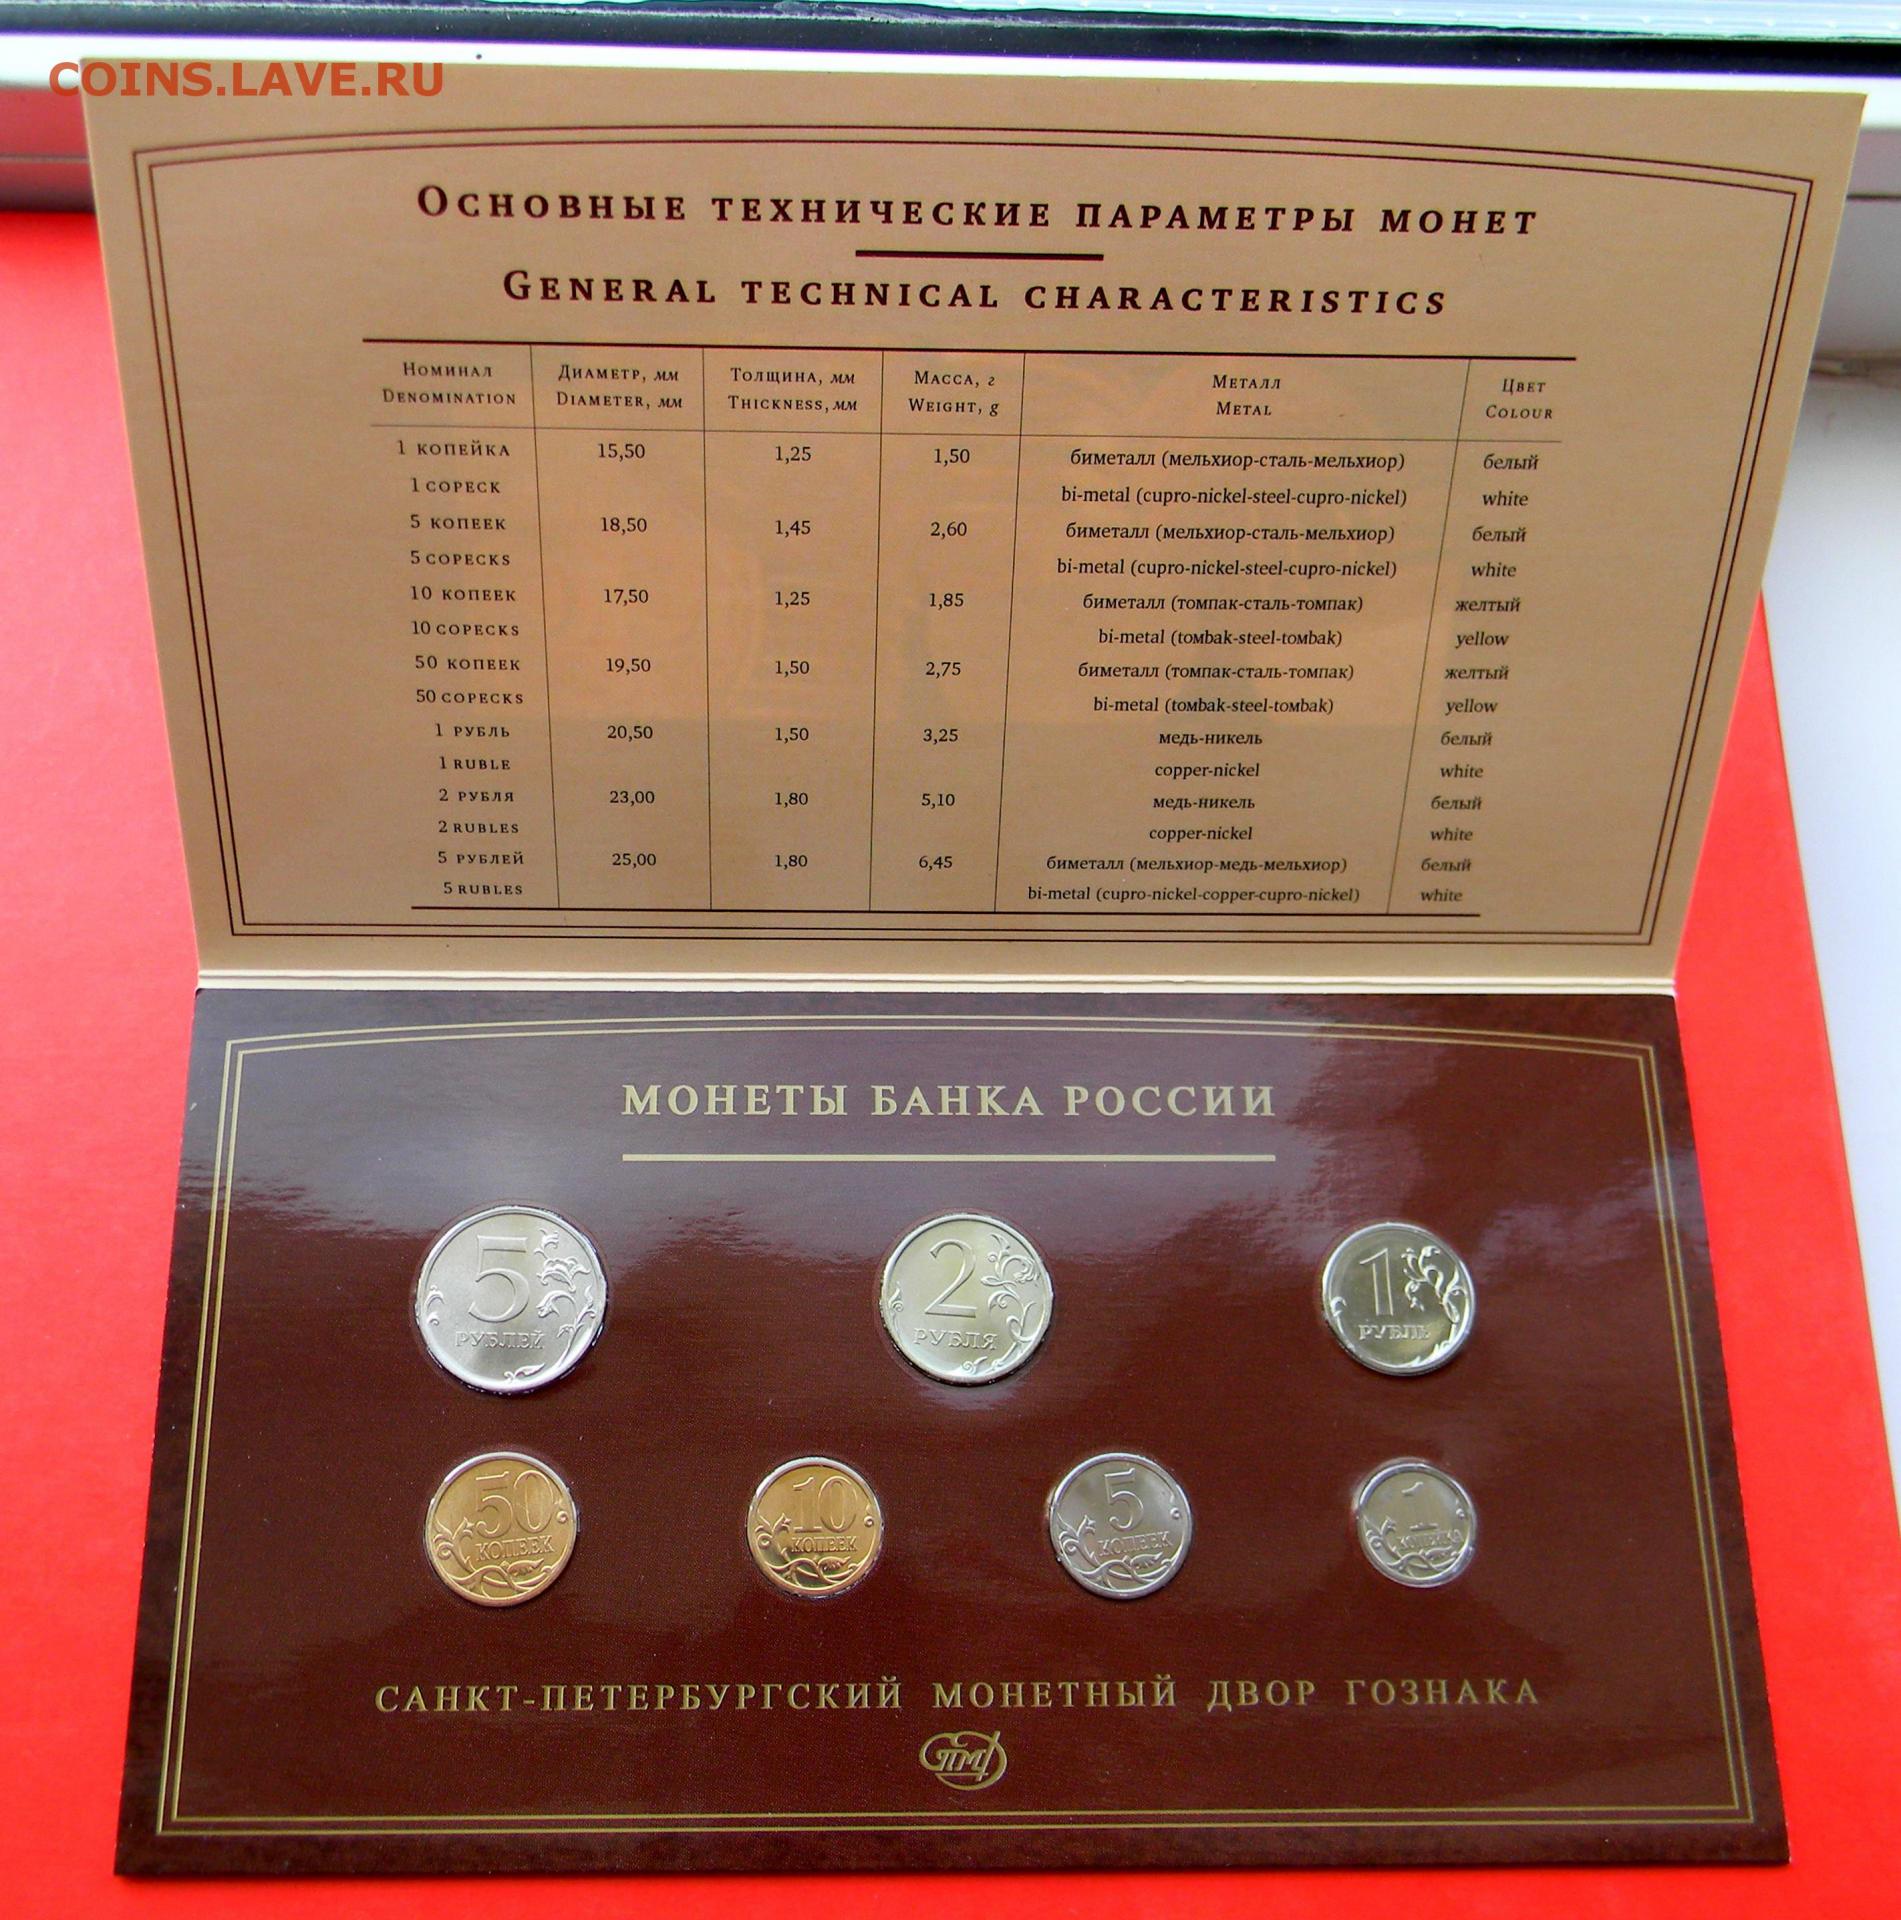 COINS.LAVE.RU
ОСНОВНЫЕ ТЕХНИЧЕСКИЕ ПАРАМЕТРЫ МОНЕТ
GENERAL TECHNICAL CHARACTERISTICS
НОМИНАЛ ДИАМЕТР, мм ТОЛЩИНА, мм МАССА, г МЕТАЛЛ ЦВЕТ
DENOMINATION DIAMETER, мм THICKNESS, мм WEIGHT, g METAL COLOUR
1 КОПЕЙКА 15,50 1,25 1,50 биметалл (мельхиор-сталь-мельхиор) белый
1 COPECK bi-metal (cupro-nickel-steel-cupro-nickel) white
5 КОПЕЕК 18,50 1,45 2,60 биметалл (мельхиор-сталь-мельхиор) белый
5 COPECKS bi-metal (cupro-nickel-steel-cupro-nickel) white
10 КОПЕЕК 17,50 1,25 1,85 биметалл (томпак-сталь-томпак) желтый
10 COPECKS bi-metal (томbak-steel-томbak) yellow
50 КОПЕЕК 19,50 1,50 2,75 биметалл (томпак-сталь-томпак) желтый
50 COPECKS bi-metal (томbak-steel-томbak) yellow
1 РУБЛЬ 20,50 1,50 3,25 медь-никель белый
1 RUBLE copper-nickel white
2 РУБЛЯ 23,00 1,80 5,10 медь-никель белый
2 RUBLES copper-nickel white
5 РУБЛЕЙ 25,00 1,80 6,45 биметалл (мельхиор-медь-мельхиор) белый
5 RUBLES bi-metal (cupro-nickel-copper-cupro-nickel) white
МОНЕТЫ БАНКА РОССИИ
5 РУБЛЕЙ
2 РУБЛЯ
1 РУБЛЬ
50 КОПЕЕК
10 КОПЕЕК
5 КОПЕЕК
1 КОПЕЙКА
САНКТ-ПЕТЕРБУРГСКИЙ МОНЕТНЫЙ ДВОР ГОЗНАКА
СПМД